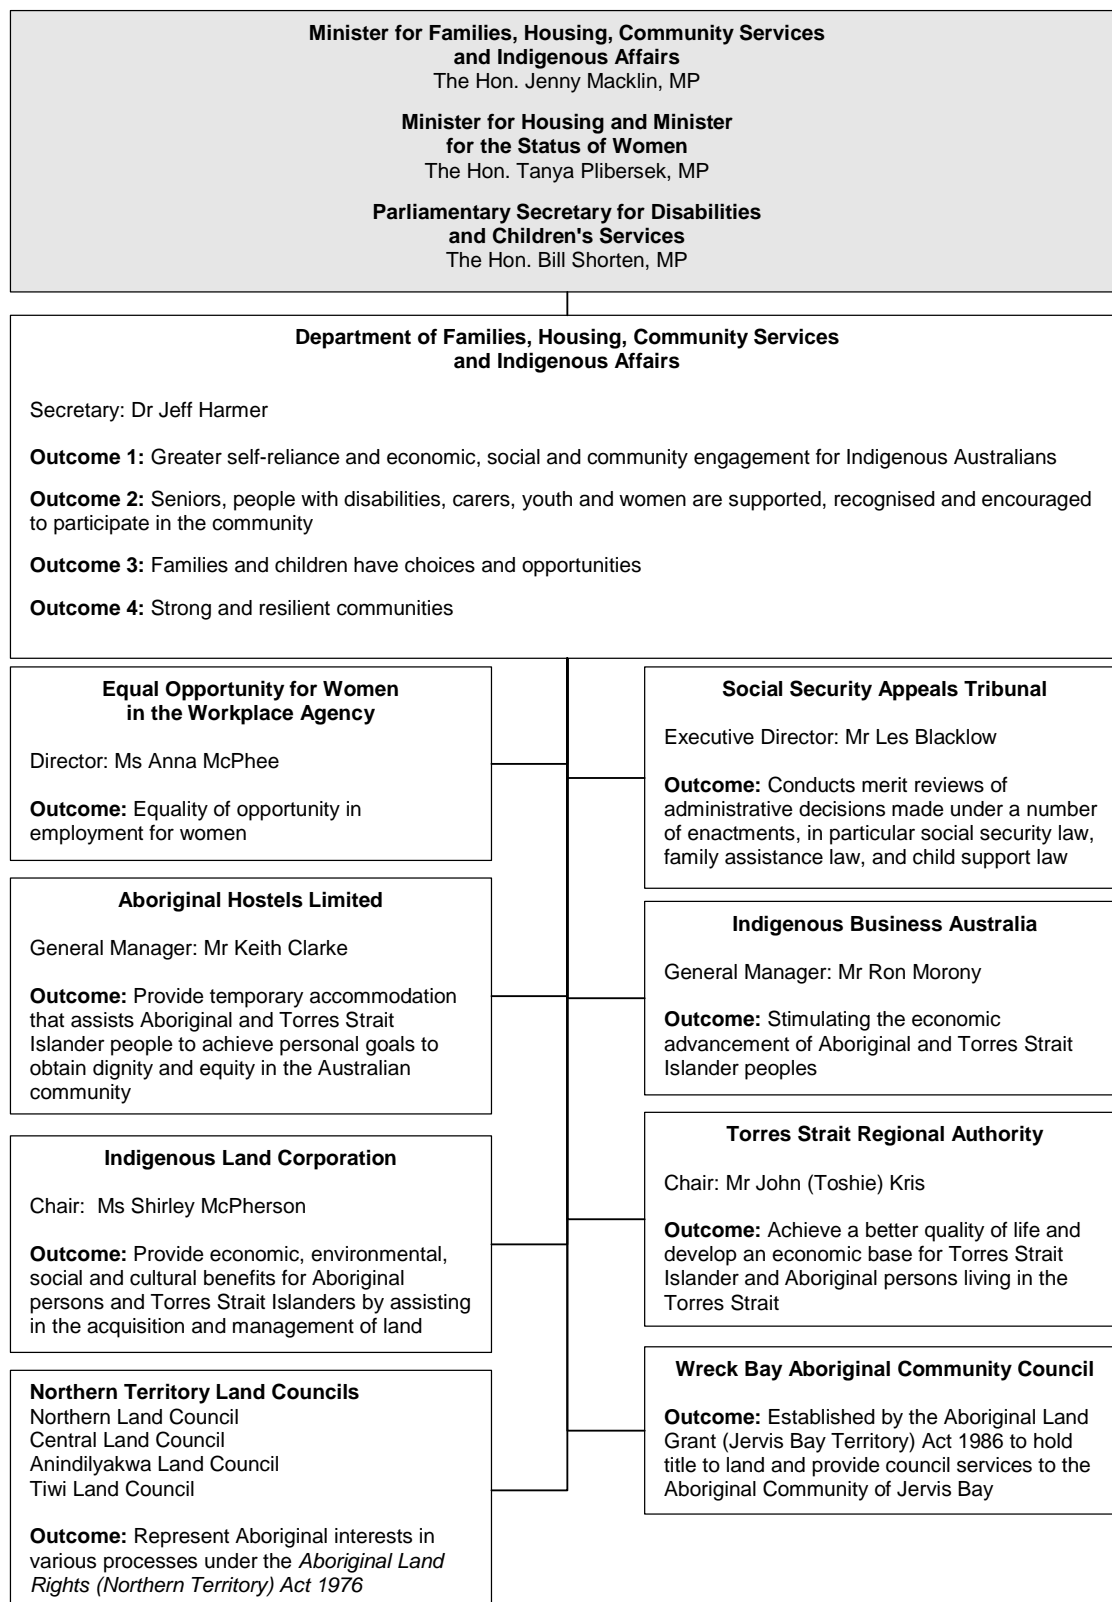 Minister for Families, Housing, Community Services
and Indigenous Affairs
The Hon. Jenny Macklin, MP
Minister for Housing and Minister
for the Status of Women
The Hon. Tanya Plibersek, MP
Parliamentary Secretary for Disabilities
and Children's Services
The Hon. Bill Shorten, MP
Department of Families, Housing, Community Services
and Indigenous Affairs
Secretary: Dr Jeff Harmer
Outcome 1: Greater self-reliance and economic, social and community engagement for Indigenous Australians
Outcome 2: Seniors, people with disabilities, carers, youth and women are supported, recognised and encouraged
to participate in the community
Outcome 3: Families and children have choices and opportunities
Outcome 4: Strong and resilient communities
Equal Opportunity for Women
in the Workplace Agency
Director: Ms Anna McPhee
Outcome: Equality of opportunity in
employment for women
Social Security Appeals Tribunal
Executive Director: Mr Les Blacklow
Outcome: Conducts merit reviews of
administrative decisions made under a number
of enactments, in particular social security law,
family assistance law, and child support law
Aboriginal Hostels Limited
General Manager: Mr Keith Clarke
Outcome: Provide temporary accommodation
that assists Aboriginal and Torres Strait
Islander people to achieve personal goals to
obtain dignity and equity in the Australian
community
Indigenous Business Australia
General Manager: Mr Ron Morony
Outcome: Stimulating the economic
advancement of Aboriginal and Torres Strait
Islander peoples
Indigenous Land Corporation
Chair:  Ms Shirley McPherson
Outcome: Provide economic, environmental,
social and cultural benefits for Aboriginal
persons and Torres Strait Islanders by assisting
in the acquisition and management of land
Torres Strait Regional Authority
Chair: Mr John (Toshie) Kris
Outcome: Achieve a better quality of life and
develop an economic base for Torres Strait
Islander and Aboriginal persons living in the
Torres Strait
Northern Territory Land Councils
Northern Land Council
Central Land Council
Anindilyakwa Land Council
Tiwi Land Council
Outcome: Represent Aboriginal interests in
various processes under the Aboriginal Land
Rights (Northern Territory) Act 1976
Wreck Bay Aboriginal Community Council
Outcome: Established by the Aboriginal Land
Grant (Jervis Bay Territory) Act 1986 to hold
title to land and provide council services to the
Aboriginal Community of Jervis Bay